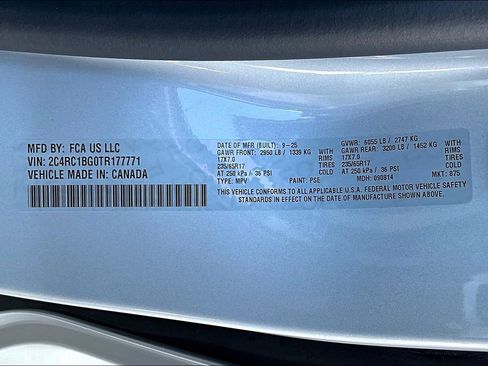 MFD BY: FCA US LLC
VIN: 2C4RC1BG0TR177771
VEHICLE MADE IN: CANADA
DATE OF MFR (BUILT): 9-25 GVWR: 6055 LB / 2747 KG
GAWR FRONT: 2950 LB / 1339 KG WITH GAWR REAR: 3200 LB / 1452 KG WITH
17X7.0 RIMS 17X7.0 RIMS
235/65R17 TIRES 235/65R17 TIRES
AT 250 kPa / 36 PSI COLD AT 250 kPa / 36 PSI COLD
TYPE: MPV PAINT: PSE MDH: 090814 MKT: 875
THIS VEHICLE CONFORMS TO ALL APPLICABLE U.S.A. FEDERAL MOTOR VEHICLE SAFETY
STANDARDS IN EFFECT ON THE DATE OF MANUFACTURE SHOWN ABOVE.